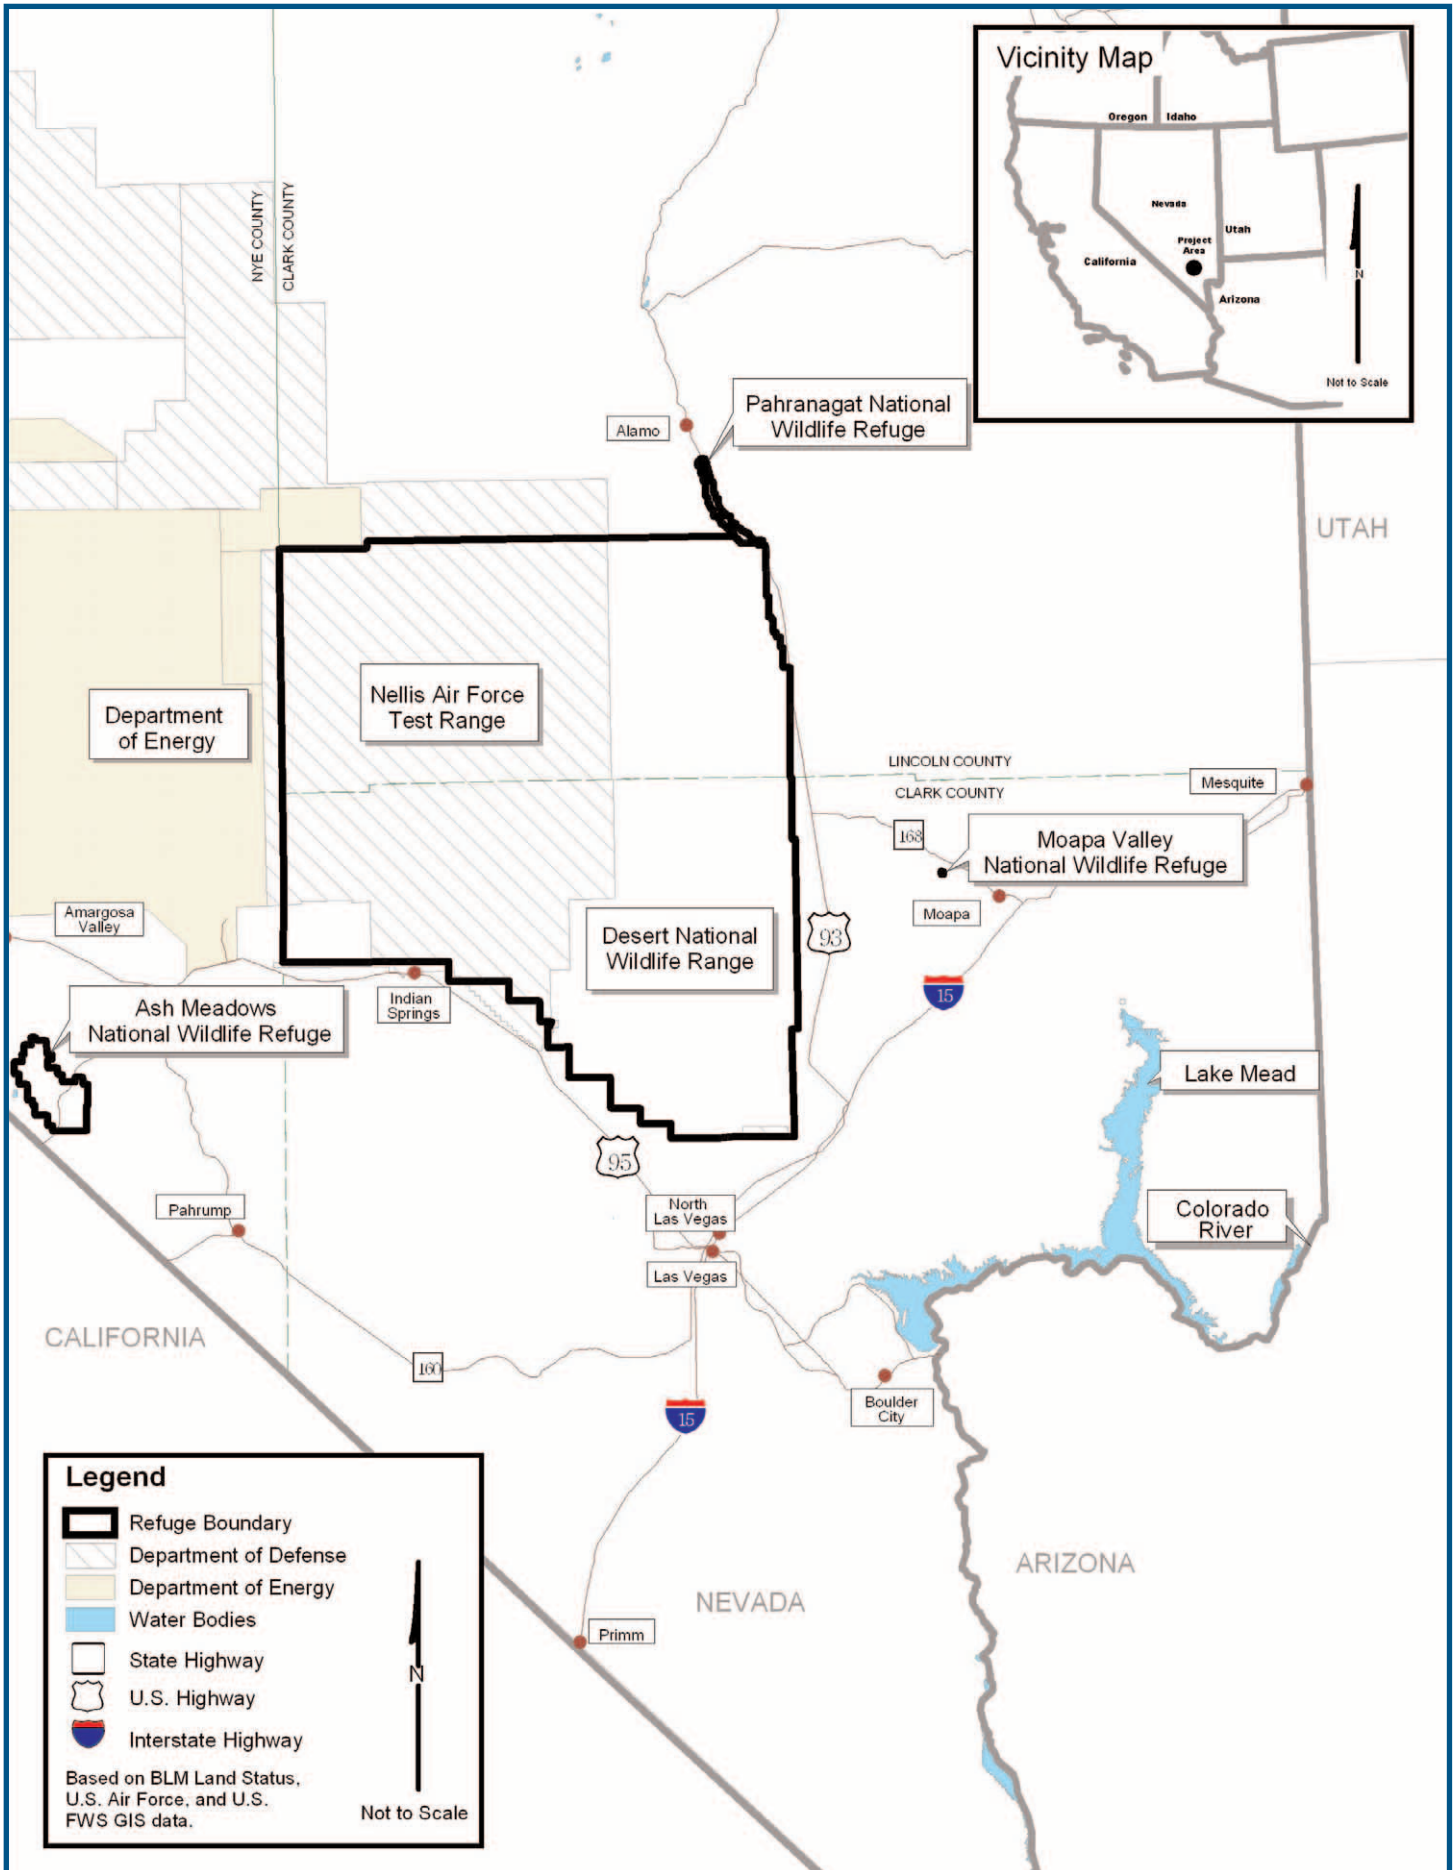 Vicinity Map
Oregon
Idaho
Nevada
Utah
Project
Area
California
Arizona
N
Not to Scale
NYE COUNTY
CLARK COUNTY
Pahranagat National
Wildlife Refuge
Alamo
UTAH
Nellis Air Force
Test Range
Department
of Energy
LINCOLN COUNTY
CLARK COUNTY
Mesquite
168
Moapa Valley
National Wildlife Refuge
Moapa
Amargosa
Valley
Desert National
Wildlife Range
93
15
Indian
Springs
Ash Meadows
National Wildlife Refuge
Lake Mead
95
Colorado
River
Pahrump
North
Las Vegas
Las Vegas
CALIFORNIA
160
Boulder
City
15
ARIZONA
NEVADA
Primm
Legend
Refuge Boundary
Department of Defense
Department of Energy
Water Bodies
State Highway
U.S. Highway
Interstate Highway
Based on BLM Land Status,
U.S. Air Force, and U.S.
FWS GIS data.
N
Not to Scale